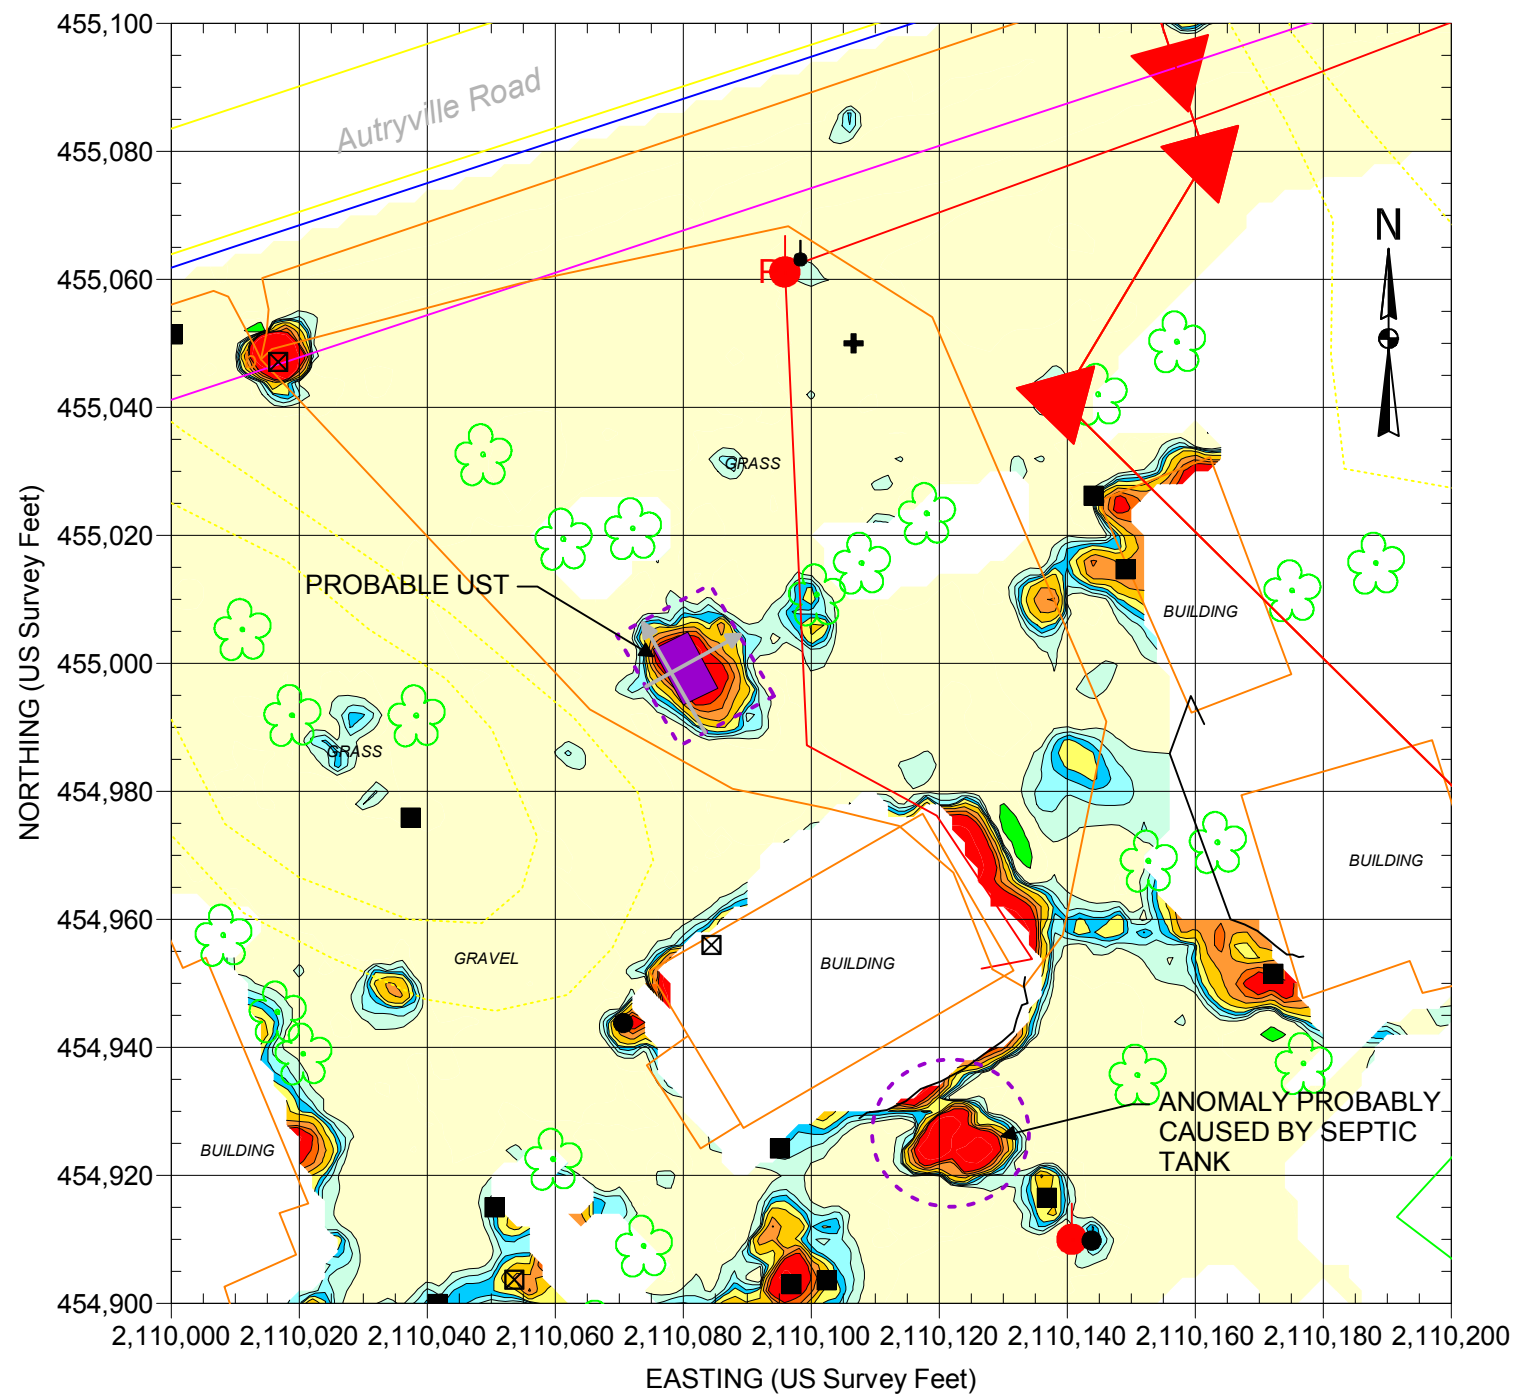 455,100
455,080
455,060
455,040
455,020
455,000
454,980
454,960
454,940
454,920
454,900
NORTHING (US Survey Feet)
Autryville Road
N
GRASS
PROBABLE UST
BUILDING
GRASS
BUILDING
GRAVEL
BUILDING
ANOMALY PROBABLY
CAUSED BY SEPTIC
TANK
BUILDING
2,110,000 2,110,020 2,110,040 2,110,060 2,110,080 2,110,100 2,110,120 2,110,140 2,110,160 2,110,180 2,110,200
EASTING (US Survey Feet)